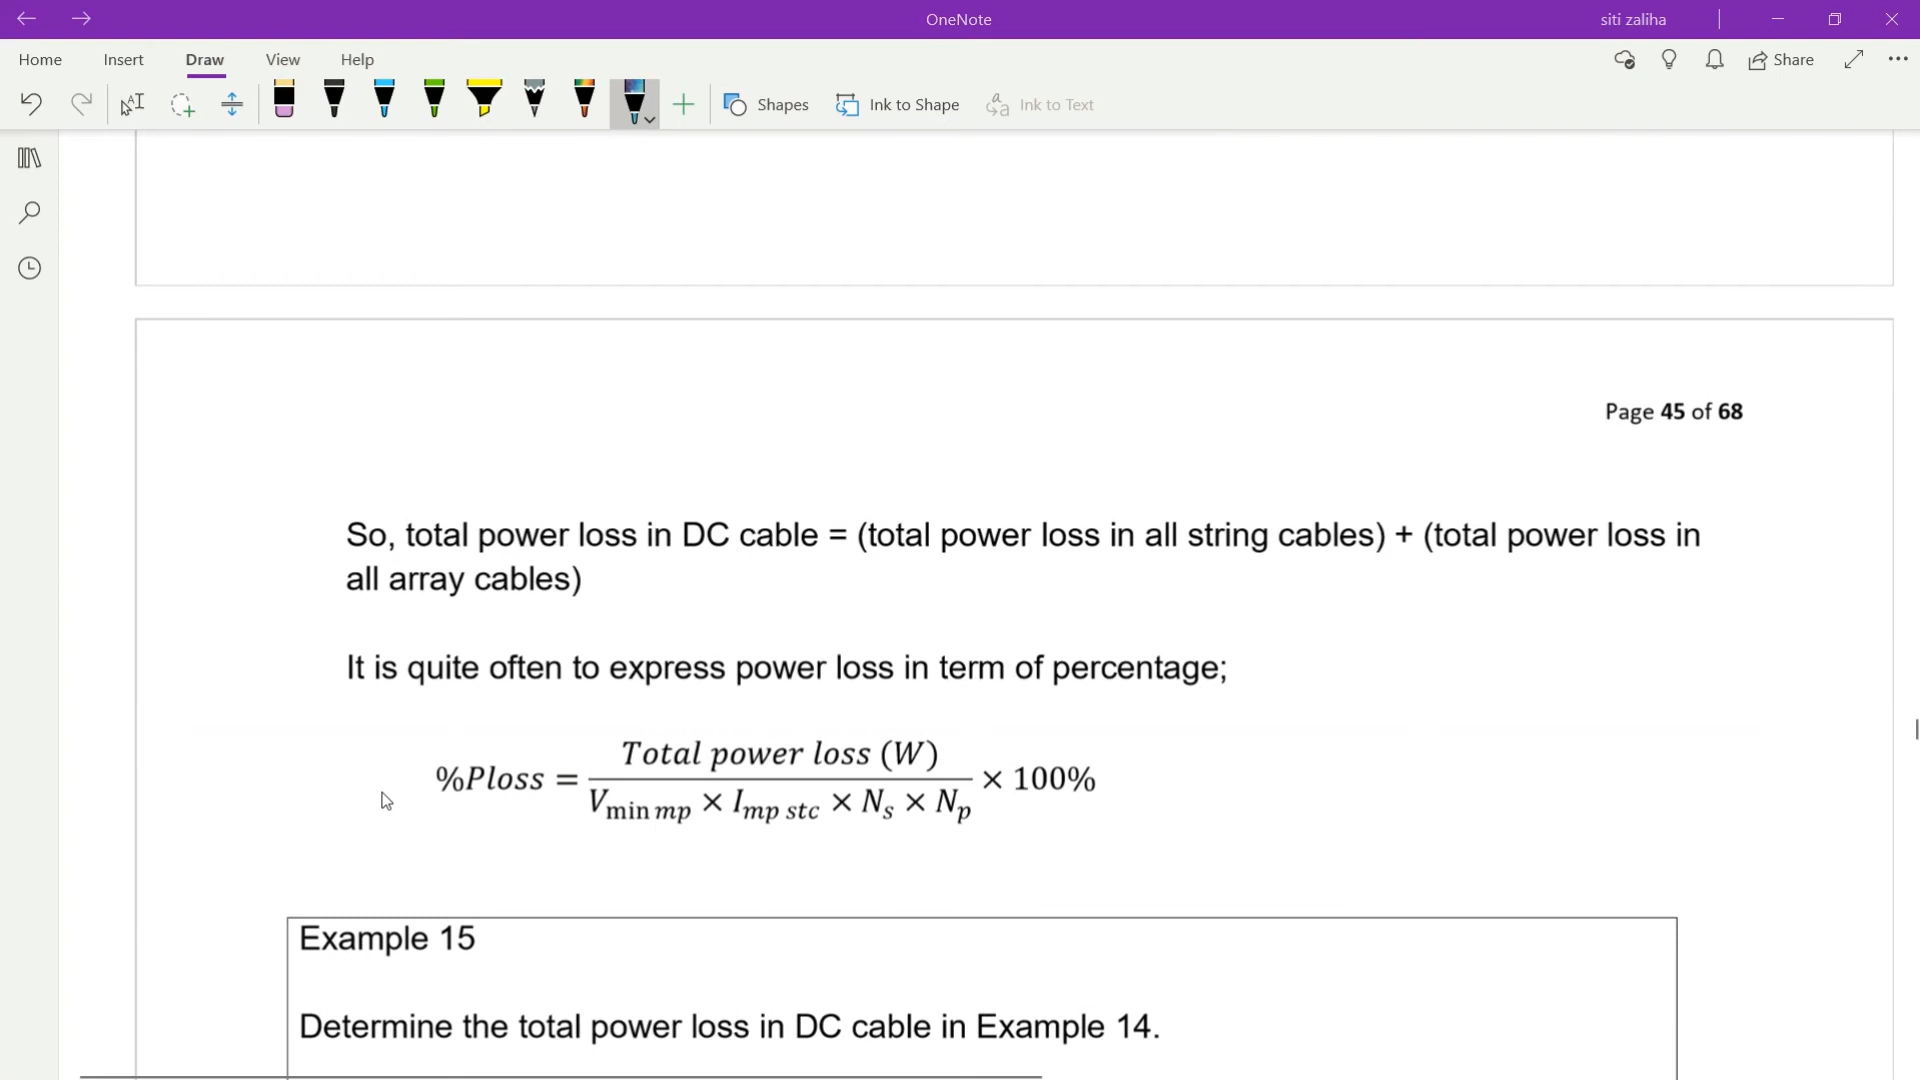 OneNote
siti zaliha
Home Insert Draw View Help
Share
Shapes Ink to Shape Ink to Text
Page 45 of 68
So, total power loss in DC cable = (total power loss in all string cables) + (total power loss in
all array cables)
It is quite often to express power loss in term of percentage;
%Ploss = Total power loss (W) / V_min mp × I_mp stc × N_s × N_p × 100%
Example 15
Determine the total power loss in DC cable in Example 14.